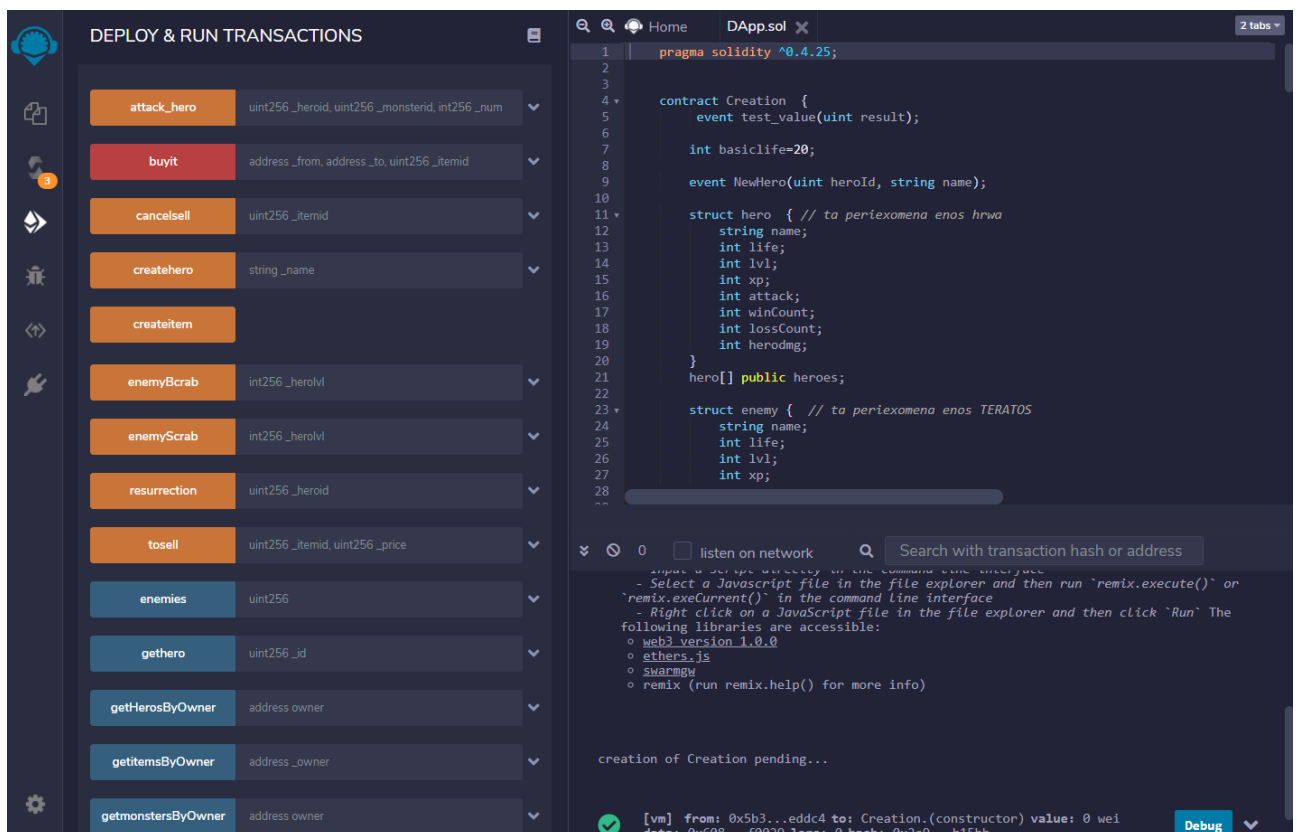 DEPLOY & RUN TRANSACTIONS
attack_hero uint256 _heroid, uint256 _monsterid, int256 _num
buyit address _from, address _to, uint256 _itemid
cancelsell uint256 _itemid
createhero string _name
createitem
enemyBcrab int256 _herolvl
enemyScrab int256 _herolvl
resurrection uint256 _heroid
tosell uint256 _itemid, uint256 _price
enemies uint256
gethero uint256 _id
getHerosByOwner address owner
getitemsByOwner address _owner
getmonstersByOwner address owner
3
Home DApp.sol 2 tabs
1 pragma solidity ^0.4.25;
2
3
4 contract Creation {
5 event test_value(uint result);
6
7 int basiclife=20;
8
9 event NewHero(uint heroId, string name);
10
11 struct hero { // ta periexomena enos hrwa
12 string name;
13 int life;
14 int lvl;
15 int xp;
16 int attack;
17 int winCount;
18 int lossCount;
19 int herodmg;
20 }
21 hero[] public heroes;
22
23 struct enemy { // ta periexomena enos TERATOS
24 string name;
25 int life;
26 int lvl;
27 int xp;
28
0 listen on network Search with transaction hash or address
- Input a script directly in the command line interface
- Select a Javascript file in the file explorer and then run `remix.execute()` or
`remix.exeCurrent()` in the command line interface
- Right click on a JavaScript file in the file explorer and then click `Run` The
following libraries are accessible:
web3 version 1.0.0
ethers.js
swarmgw
remix (run remix.help() for more info)
creation of Creation pending...
[vm] from: 0x5b3...eddc4 to: Creation.(constructor) value: 0 wei
Debug